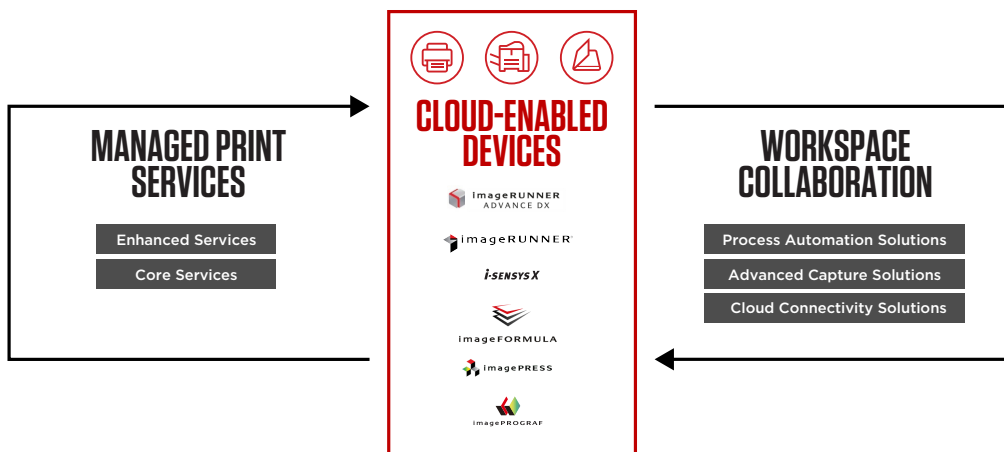 MANAGED PRINT
SERVICES
Enhanced Services
Core Services
CLOUD-ENABLED
DEVICES
imageRUNNER
ADVANCE DX
imageRUNNER
i-SENSYS X
imageFORMULA
imagePRESS
imagePROGRAF
WORKSPACE
COLLABORATION
Process Automation Solutions
Advanced Capture Solutions
Cloud Connectivity Solutions